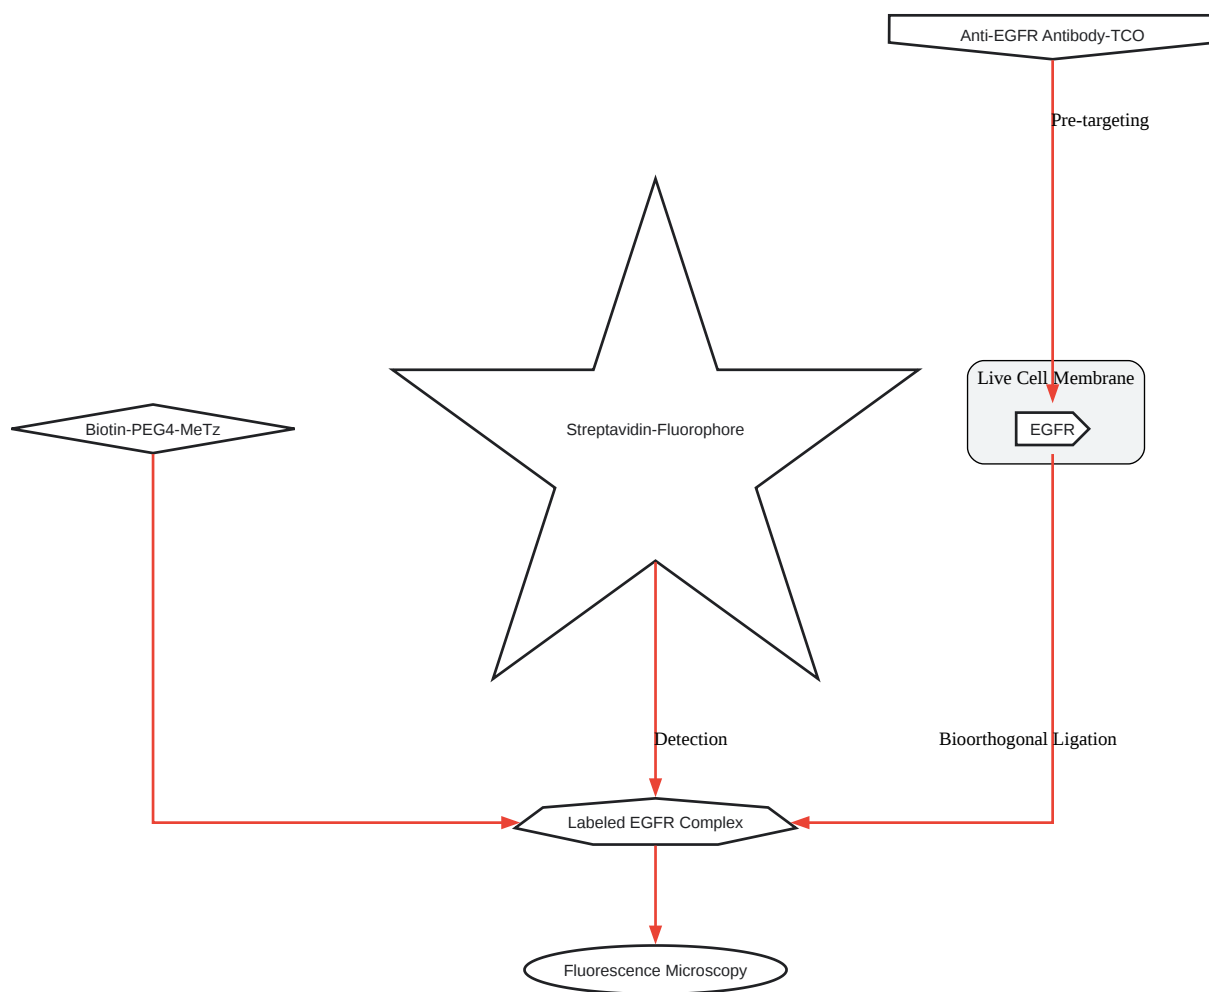 Anti-EGFR Antibody-TCO
Pre-targeting
Live Cell Membrane
Biotin-PEG4-MeTz
Streptavidin-Fluorophore
EGFR
Detection
Bioorthogonal Ligation
Labeled EGFR Complex
Fluorescence Microscopy